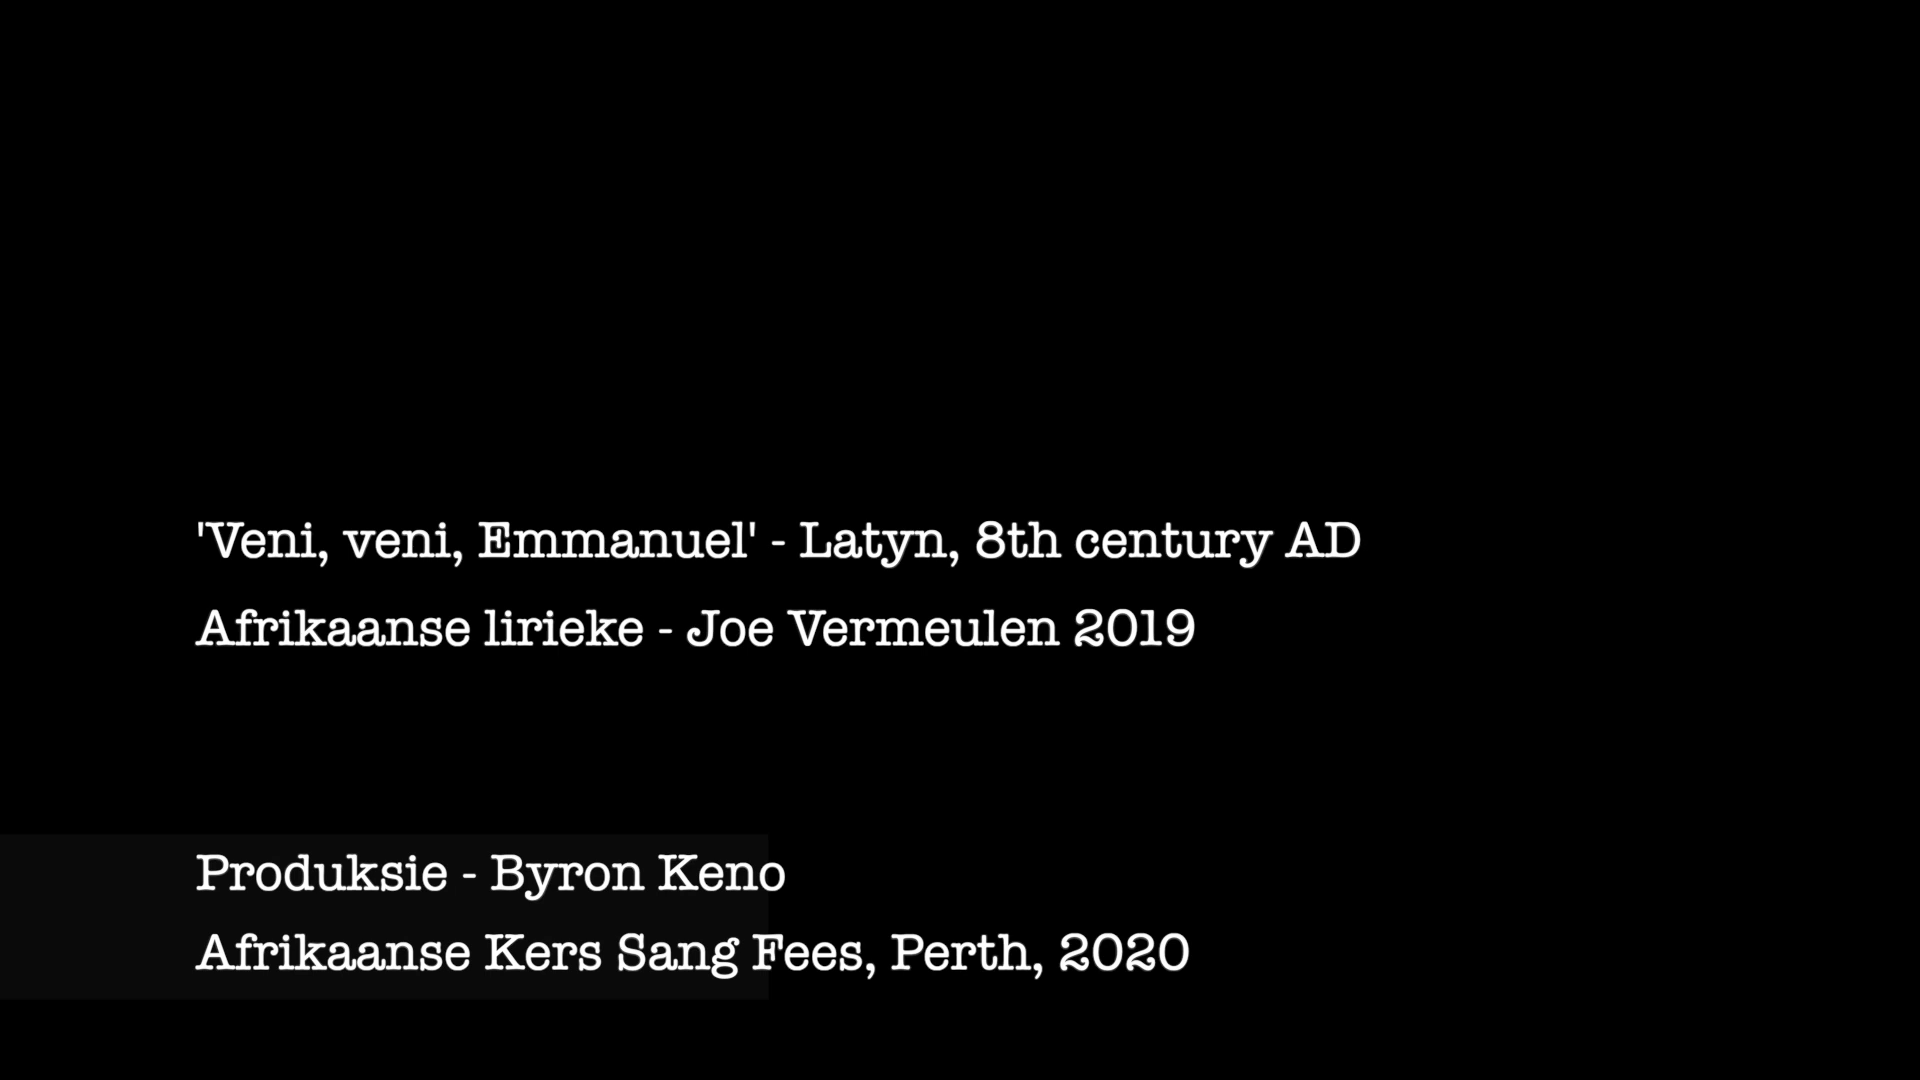 'Veni, veni, Emmanuel' - Latyn, 8th century AD
Afrikaanse lirieke - Joe Vermeulen 2019
Produksie - Byron Keno
Afrikaanse Kers Sang Fees, Perth, 2020